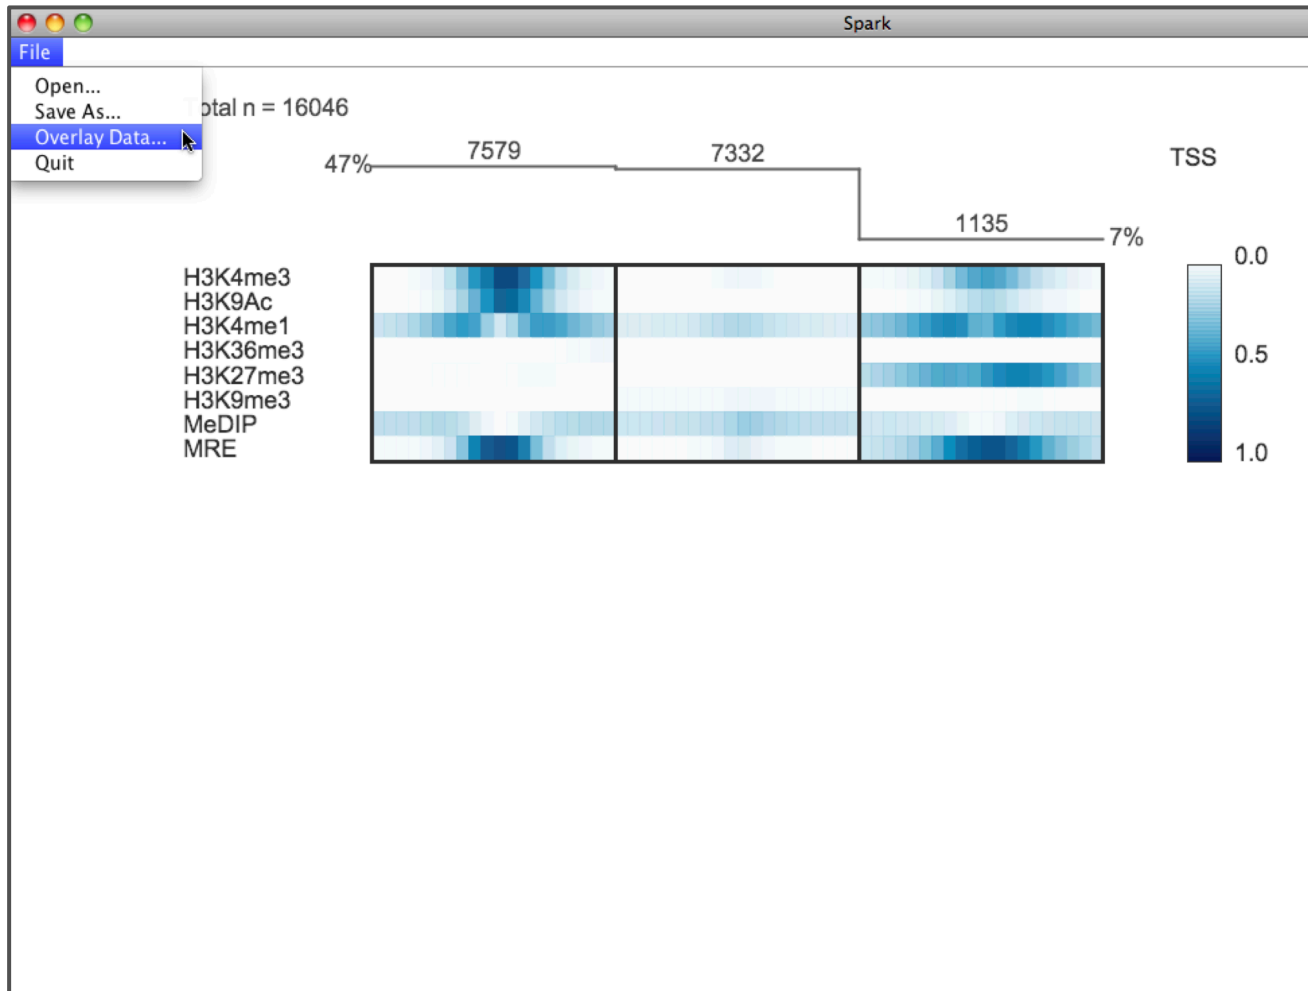 Spark
File
Open...
Save As...
Overlay Data...
Quit
Total n = 16046
47%
7579
7332
1135
7%
TSS
H3K4me3
H3K9Ac
H3K4me1
H3K36me3
H3K27me3
H3K9me3
MeDIP
MRE
0.0
0.5
1.0